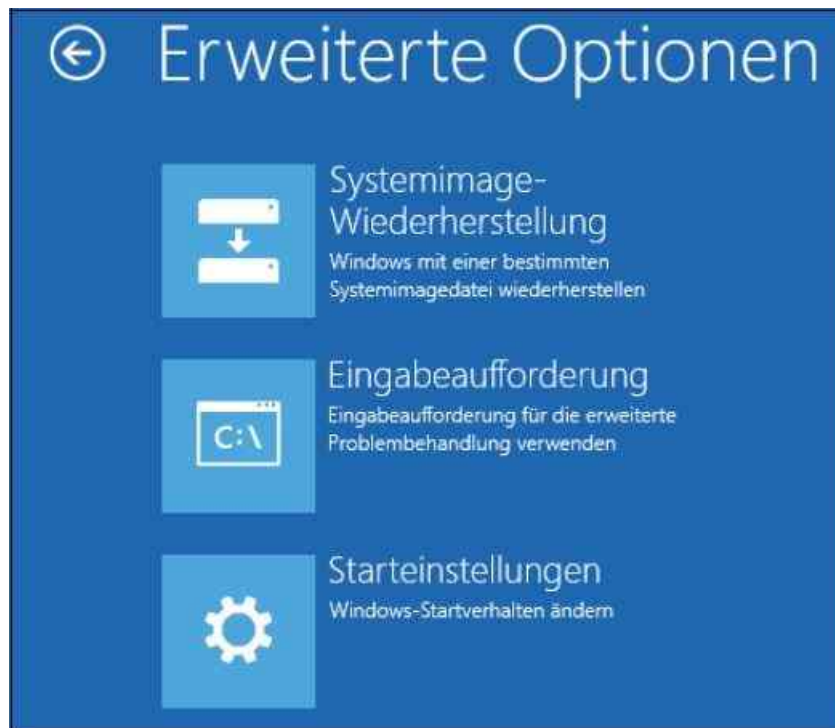 Erweiterte Optionen
Systemimage-
Wiederherstellung
Windows mit einer bestimmten
Systemimagedatei wiederherstellen
Eingabeaufforderung
Eingabeaufforderung für die erweiterte
Problembehandlung verwenden
C:\
Starteinstellungen
Windows-Startverhalten ändern